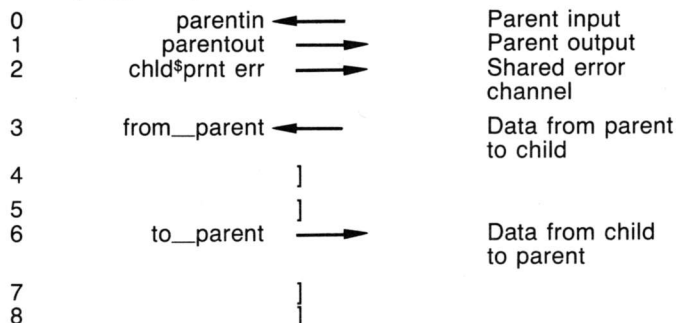 0 parentin Parent input
1 parentout Parent output
2 chld$prnt err Shared error
channel
3 from__parent Data from parent
to child
4 ]
5 ]
6 to__parent Data from child
to parent
7 ]
8 ]